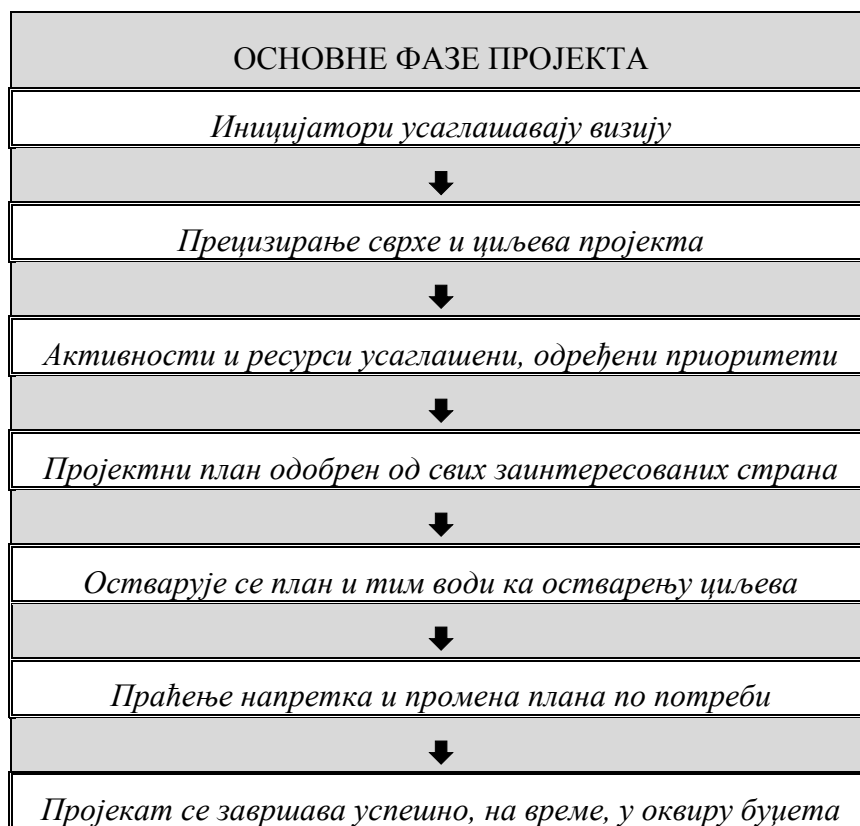 ОСНОВНЕ ФАЗЕ ПРОЈЕКТА
Иницијатори усаглашавају визију
Прецизирање сврхе и циљева пројекта
Активности и ресурси усаглашени, одређени приоритети
Пројектни план одобрен од свих заинтересованих страна
Остварује се план и тим води ка остварењу циљева
Праћење напретка и промена плана по потреби
Пројекат се завршава успешно, на време, у оквиру буџета